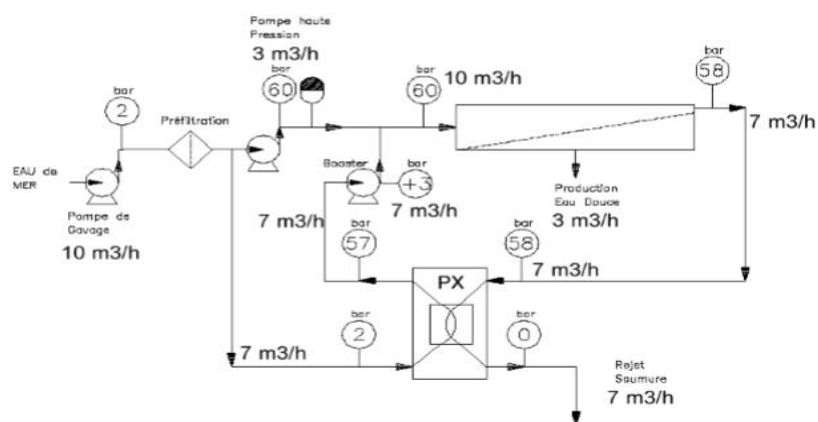 Pompe haute
Pression
3 m3/h
bar
60
bar
2
Préfiltration
EAU de
MER
Pompe de
Gavage
10 m3/h
bar
60
10 m3/h
bar
58
7 m3/h
Booster
bar
+3
7 m3/h
7 m3/h
Production
Eau Douce
3 m3/h
bar
57
bar
58
7 m3/h
PX
bar
2
7 m3/h
bar
0
Rejet
Saumure
7 m3/h